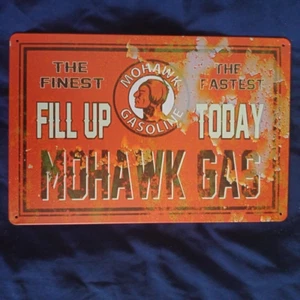 THE FINEST
MOHAWK GASOLINE
THE FASTEST
FILL UP TODAY
MOHAWK GAS